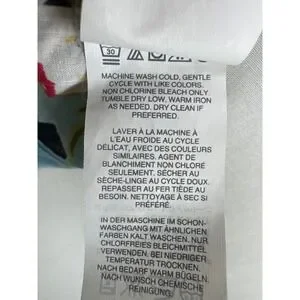 30
MACHINE WASH COLD, GENTLE
CYCLE WITH LIKE COLORS.
NON CHLORINE BLEACH ONLY
TUMBLE DRY LOW, WARM IRON
AS NEEDED. DRY CLEAN IF
PREFERRED.
LAVER À LA MACHINE À
L'EAU FROIDE AU CYCLE
DÉLICAT, AVEC DES COULEURS
SIMILAIRES. AGENT DE
BLANCHIMENT NON CHLORÉ
SEULEMENT. SÉCHER AU
SÈCHE-LINGE AU CYCLE DOUX.
REPASSER AU FER TIÈDE AU
BESOIN. NETTOYAGE À SEC SI
PRÉFÉRÉ.
IN DER MASCHINE IM SCHON-
WASCHGANG MIT ÄHNLICHEN
FARBEN KALT WASCHEN. NUR
CHLORFREIES BLEICHMITTEL
VERWENDEN. BEI NIEDRIGER
TEMPERATUR TROCKNEN.
NACH BEDARF WARM BÜGELN.
NACH WUNSCH CHEMISCHE
REINIGUNG.